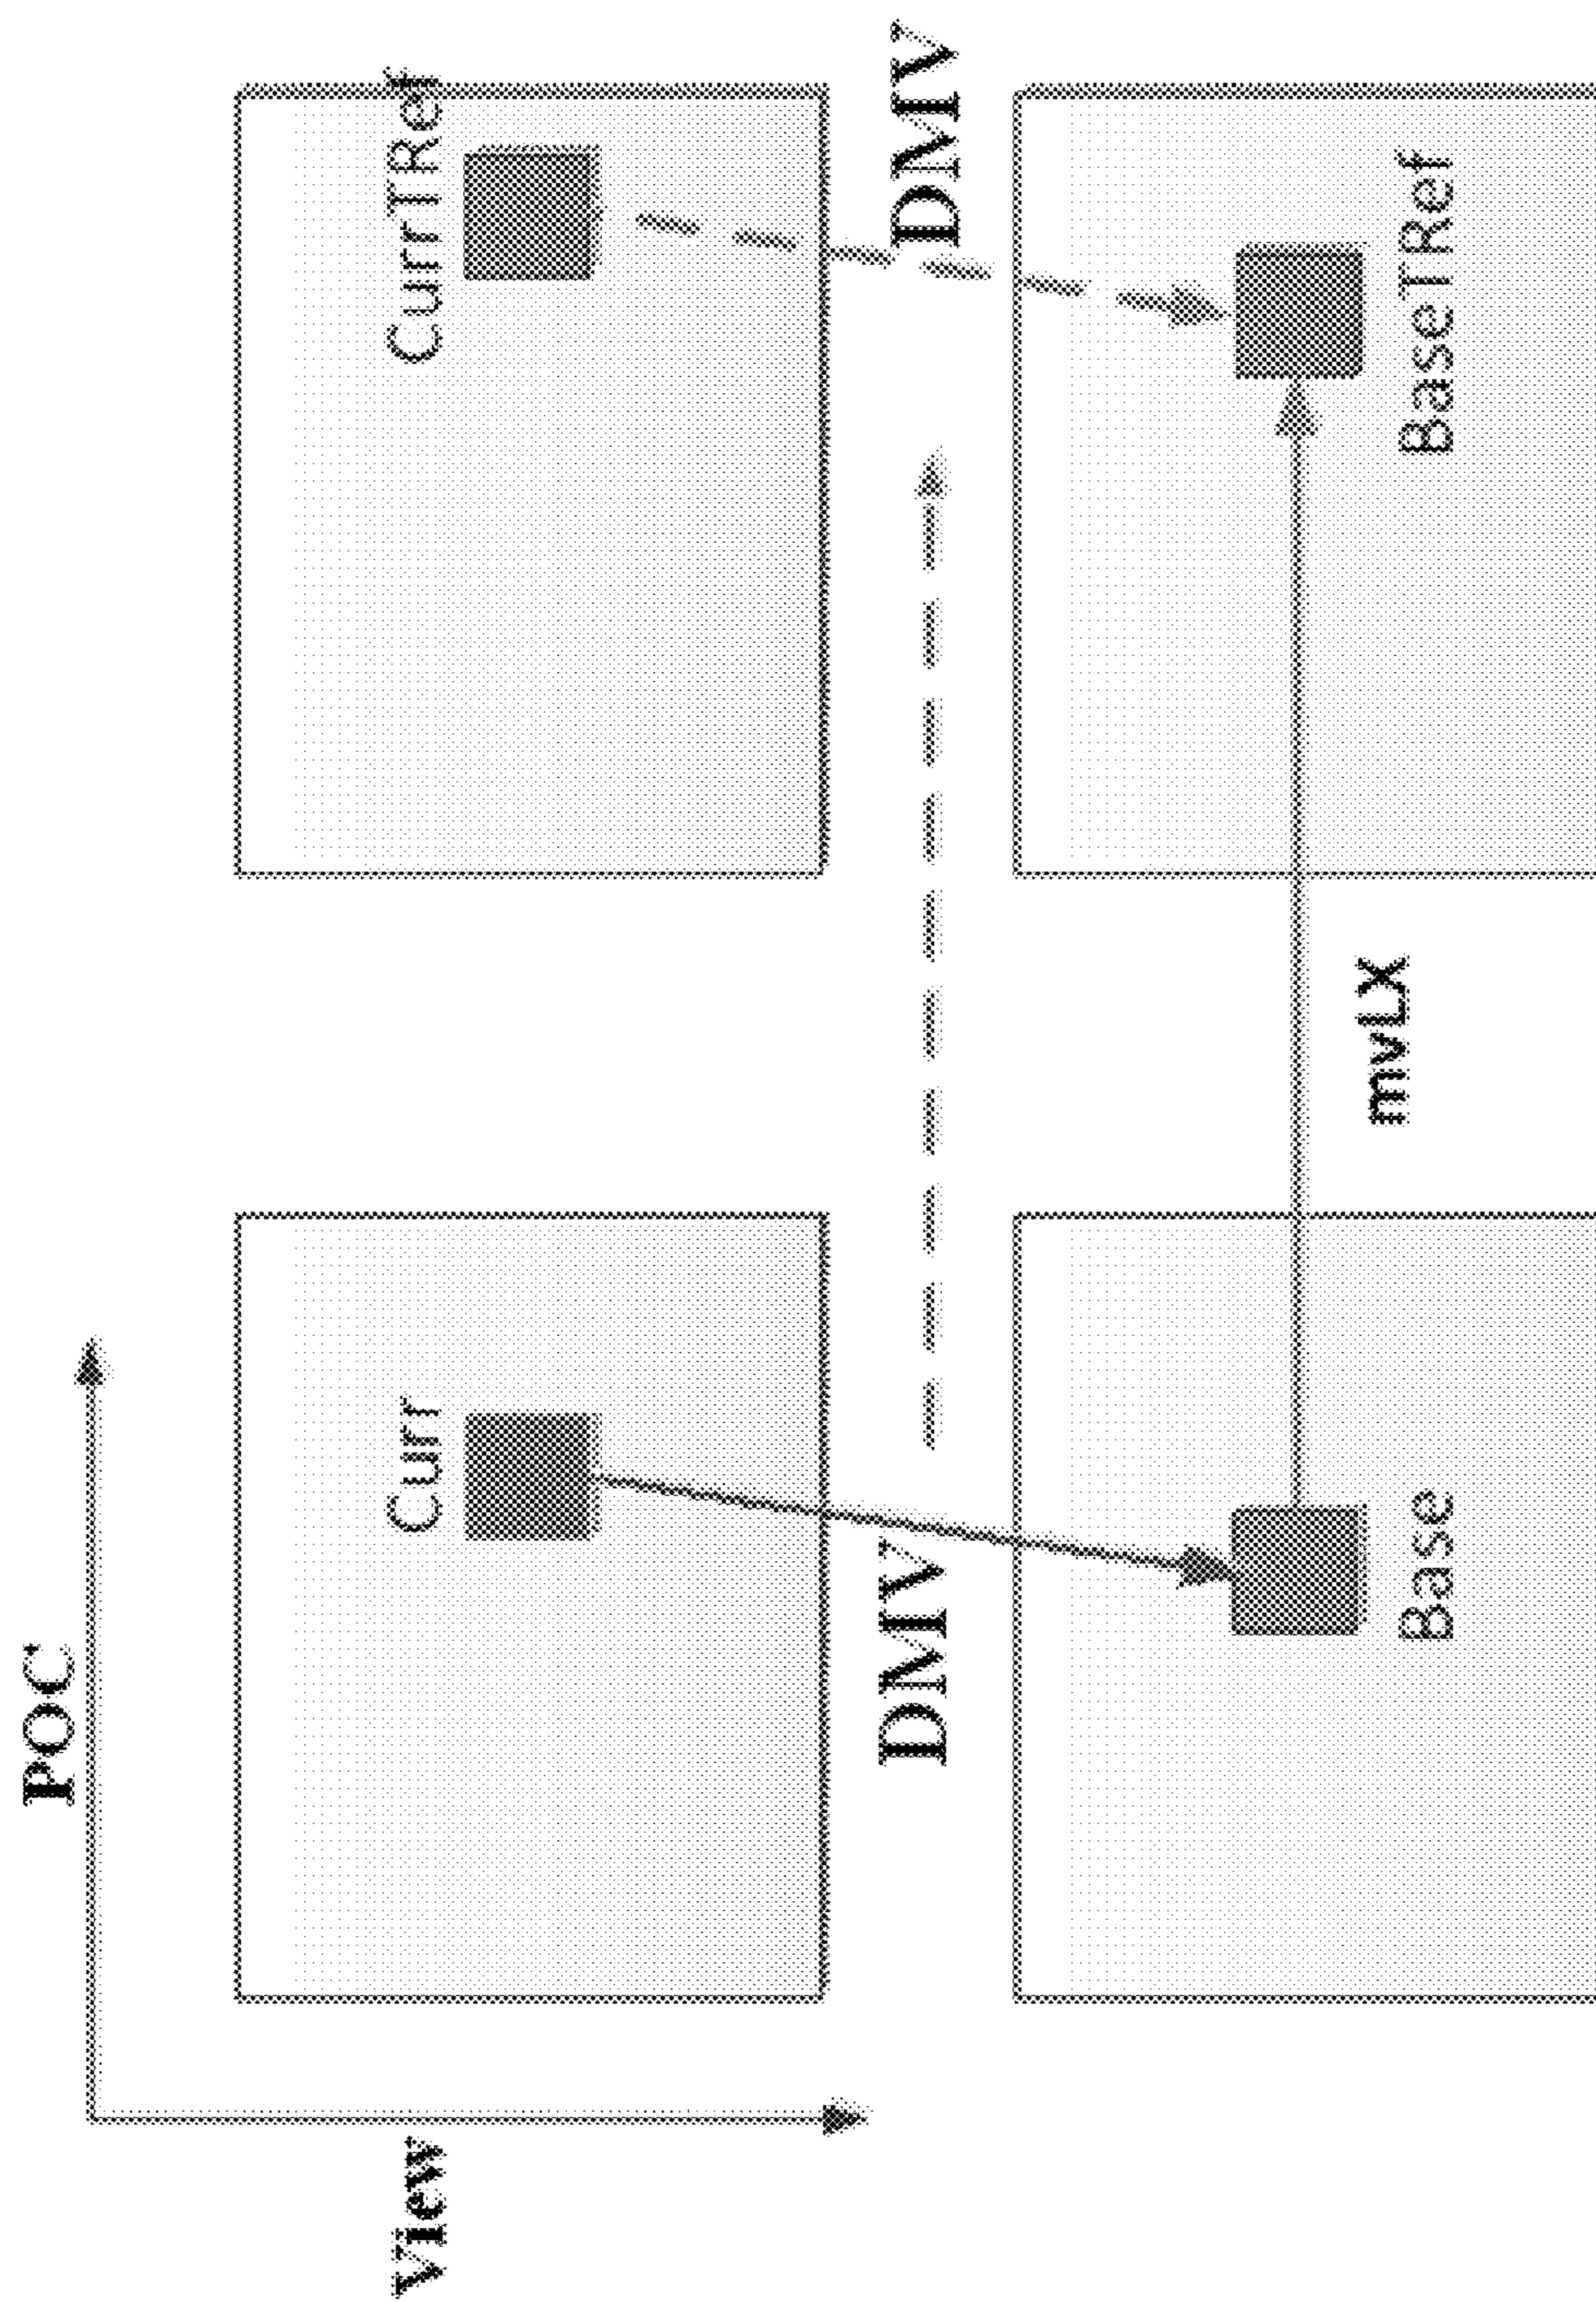 POC
View
Curr
CurrTRef
DMV
DMV
mvLX
Base
BaseTRef